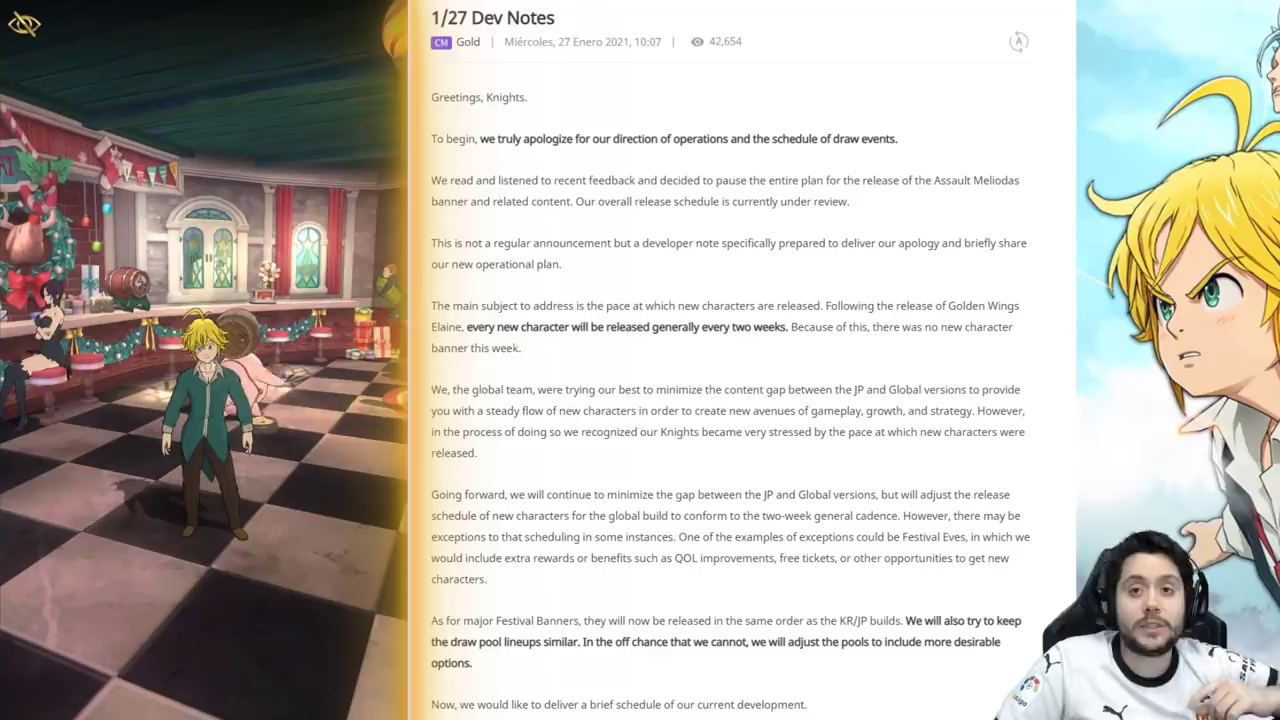 1/27 Dev Notes
CM Gold | Miércoles, 27 Enero 2021, 10:07 | 42,654
Greetings, Knights.
To begin, we truly apologize for our direction of operations and the schedule of draw events.
We read and listened to recent feedback and decided to pause the entire plan for the release of the Assault Meliodas
banner and related content. Our overall release schedule is currently under review.
This is not a regular announcement but a developer note specifically prepared to deliver our apology and briefly share
our new operational plan.
The main subject to address is the pace at which new characters are released. Following the release of Golden Wings
Elaine, every new character will be released generally every two weeks. Because of this, there was no new character
banner this week.
We, the global team, were trying our best to minimize the content gap between the JP and Global versions to provide
you with a steady flow of new characters in order to create new avenues of gameplay, growth, and strategy. However,
in the process of doing so we recognized our Knights became very stressed by the pace at which new characters were
released.
Going forward, we will continue to minimize the gap between the JP and Global versions, but will adjust the release
schedule of new characters for the global build to conform to the two-week general cadence. However, there may be
exceptions to that scheduling in some instances. One of the examples of exceptions could be Festival Eves, in which we
would include extra rewards or benefits such as QOL improvements, free tickets, or other opportunities to get new
characters.
As for major Festival Banners, they will now be released in the same order as the KR/JP builds. We will also try to keep
the draw pool lineups similar. In the off chance that we cannot, we will adjust the pools to include more desirable
options.
Now, we would like to deliver a brief schedule of our current development.